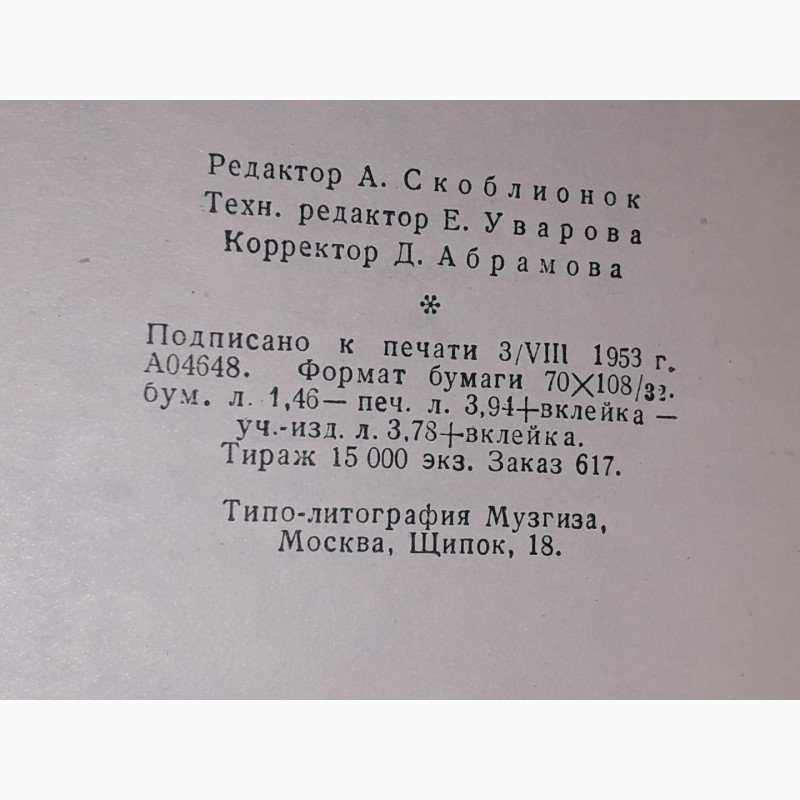 Редактор А. Скоблионок
Техн. редактор Е. Уварова
Корректор Д. Абрамова
*
Подписано к печати 3/VIII 1953 г.
А04648. Формат бумаги 70×108/32.
бум. л. 1,46— печ. л. 3,94+вклейка —
уч.-изд. л. 3,78+вклейка.
Тираж 15 000 экз. Заказ 617.
Типо-литография Музгиза,
Москва, Щипок, 18.